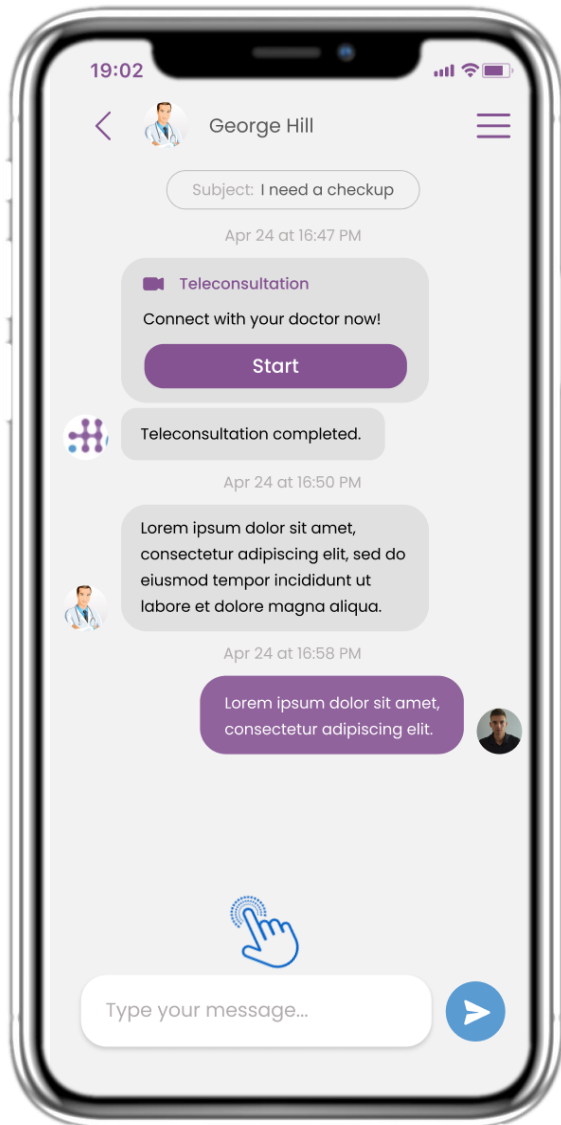 19:02
George Hill
Subject: I need a checkup
Apr 24 at 16:47 PM
Teleconsultation
Connect with your doctor now!
Start
Teleconsultation completed.
Apr 24 at 16:50 PM
Lorem ipsum dolor sit amet,
consectetur adipiscing elit, sed do
eiusmod tempor incididunt ut
labore et dolore magna aliqua.
Apr 24 at 16:58 PM
Lorem ipsum dolor sit amet,
consectetur adipiscing elit.
Type your message...